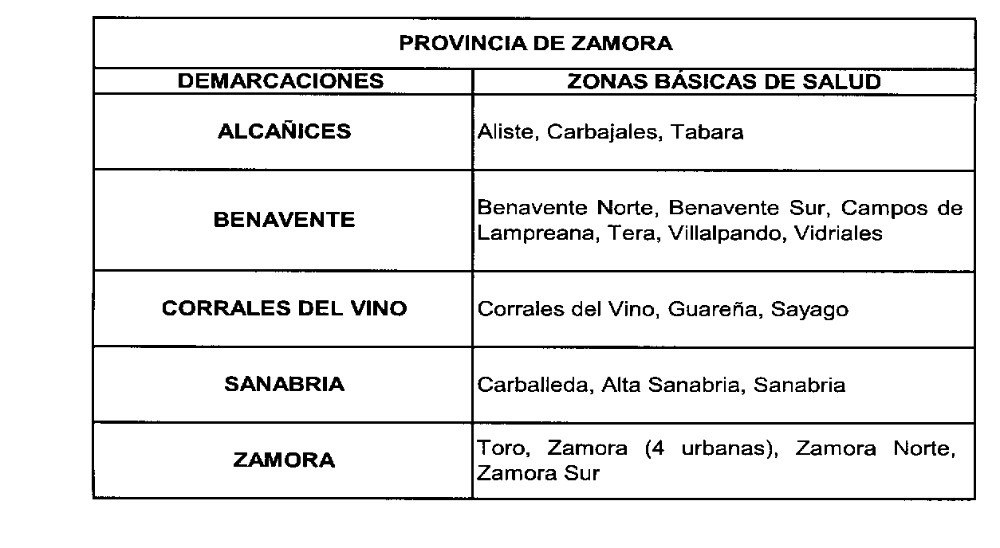 PROVINCIA DE ZAMORA
DEMARCACIONES
ZONAS BÁSICAS DE SALUD
ALCAÑICES
Aliste, Carbajales, Tabara
BENAVENTE
Benavente Norte, Benavente Sur, Campos de
Lampreana, Tera, Villalpando, Vidriales
CORRALES DEL VINO
Corrales del Vino, Guareña, Sayago
SANABRIA
Carballeda, Alta Sanabria, Sanabria
ZAMORA
Toro, Zamora (4 urbanas), Zamora Norte,
Zamora Sur